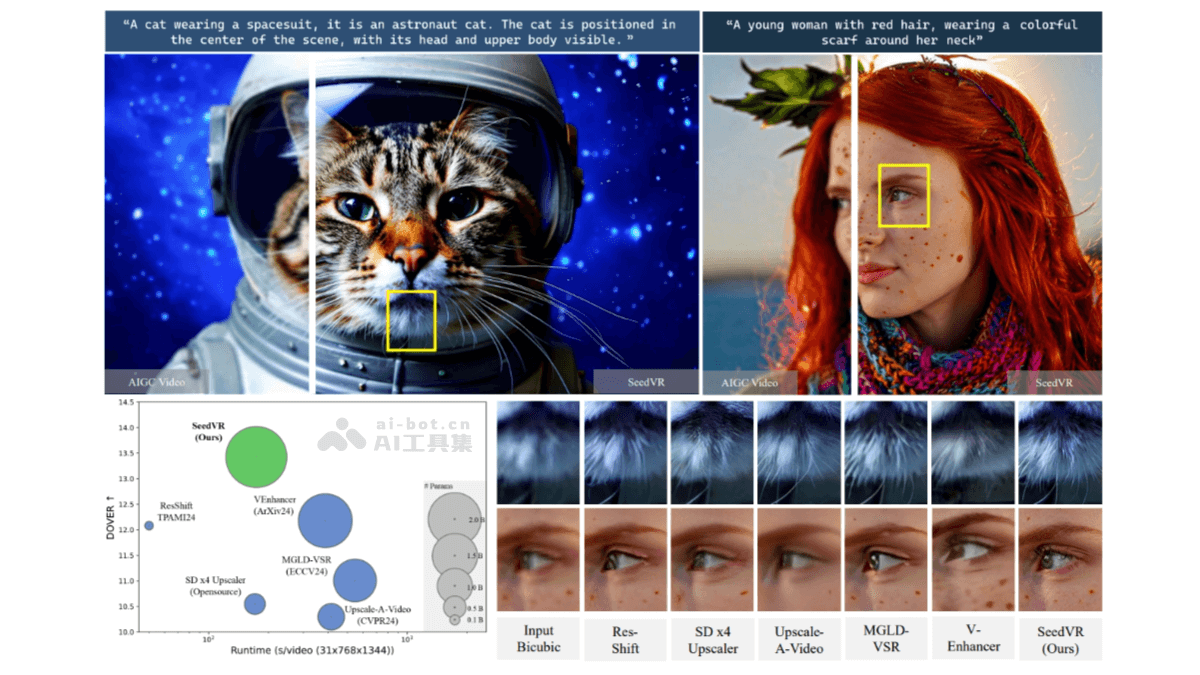 “A cat wearing a spacesuit, it is an astronaut cat. The cat is positioned in
the center of the scene, with its head and upper body visible. ”
“A young woman with red hair, wearing a colorful
scarf around her neck”
AIGC Video
SeedVR
AIGC Video
SeedVR
14.5
14.0
13.5
13.0
12.5
12.0
11.5
11.0
10.5
10.0
DOVER ↑
SeedVR
(Ours)
ResShift
TPAMI24
VEnhancer
(ArXiv24)
MGLD-VSR
(ECCV24)
SD x4 Upscaler
(Opensource)
Upscale-A-Video
(CVPR24)
ai-bot.cn
AI工具集
# Params
2.0 B
1.5 B
1.0 B
0.5 B
0.1 B
Runtime (s/video (31x768x1344))
Input
Bicubic
Res-
Shift
SD x4
Upscaler
Upscale-
A-Video
MGLD-
VSR
V-
Enhancer
SeedVR
(Ours)